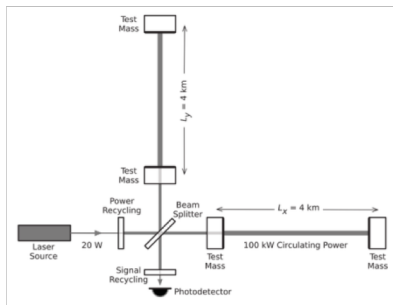 Test
Mass
L_y = 4 km
Test
Mass
Power
Recycling
Beam
Splitter
L_x = 4 km
20 W
100 kW Circulating Power
Laser
Source
Test
Mass
Test
Mass
Signal
Recycling
Photodetector